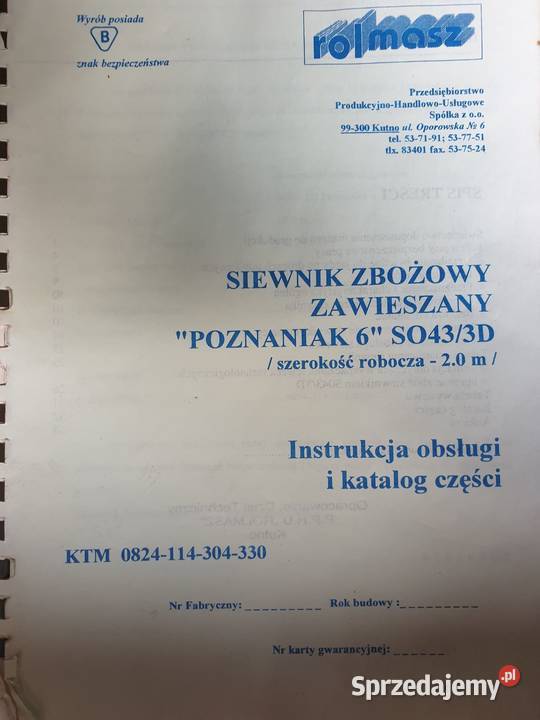 Wyrób posiada
B
znak bezpieczeństwa
rolmasz
Przedsiębiorstwo
Produkcyjno-Handlowo-Usługowe
Spółka z o.o.
99-300 Kutno ul. Oporowska № 6
tel. 53-71-91; 53-77-51
tlx. 83401 fax. 53-75-24
SPIS TREŚCI
SIEWNIK ZBOŻOWY
ZAWIESZANY
"POZNANIAK 6" SO43/3D
/ szerokość robocza - 2.0 m /
Instrukcja obsługi
i katalog części
KTM 0824-114-304-330
Nr Fabryczny: _ _ _ _ _ _ _ _ _ Rok budowy :_ _ _ _ _ _ _ _
Nr karty gwarancyjnej: _ _ _ _ _ _
Sprzedajemy.pl